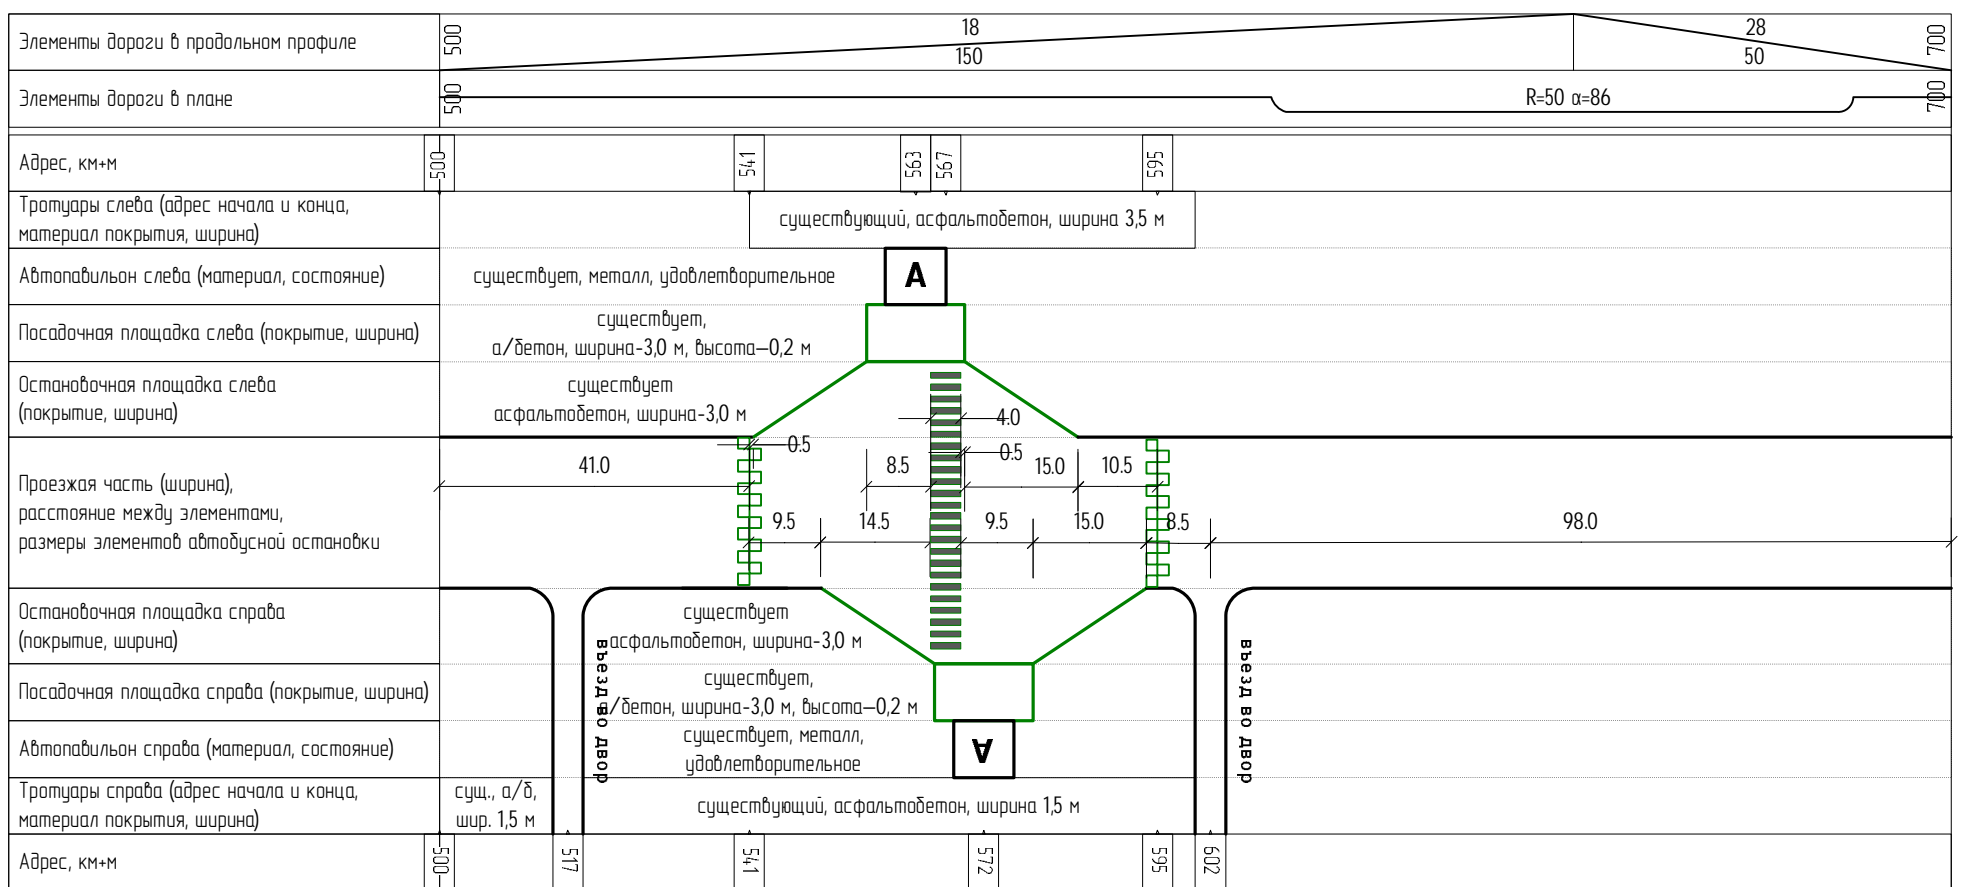 Элементы дороги в продольном профиле
500
18
150
28
50
700
Элементы дороги в плане
500
R=50 α=86
700
Адрес, км+м
500
541
563
567
595
Тротуары слева (адрес начала и конца,
материал покрытия, ширина)
существующий, асфальтобетон, ширина 3,5 м
Автопавильон слева (материал, состояние)
существует, металл, удовлетворительное
А
Посадочная площадка слева (покрытие, ширина)
существует,
а/бетон, ширина-3,0 м, высота–0,2 м
Остановочная площадка слева
(покрытие, ширина)
существует
асфальтобетон, ширина-3,0 м
4.0
0.5
0.5
Проезжая часть (ширина),
расстояние между элементами,
размеры элементов автобусной остановки
41.0
8.5
15.0
10.5
9.5
14.5
9.5
15.0
8.5
98.0
Остановочная площадка справа
(покрытие, ширина)
существует
асфальтобетон, ширина-3,0 м
въезд во двор
въезд во двор
Посадочная площадка справа (покрытие, ширина)
существует,
а/бетон, ширина-3,0 м, высота–0,2 м
Автопавильон справа (материал, состояние)
существует, металл,
удовлетворительное
А
Тротуары справа (адрес начала и конца,
материал покрытия, ширина)
сущ., а/б,
шир. 1,5 м
существующий, асфальтобетон, ширина 1,5 м
Адрес, км+м
500
517
541
572
595
602